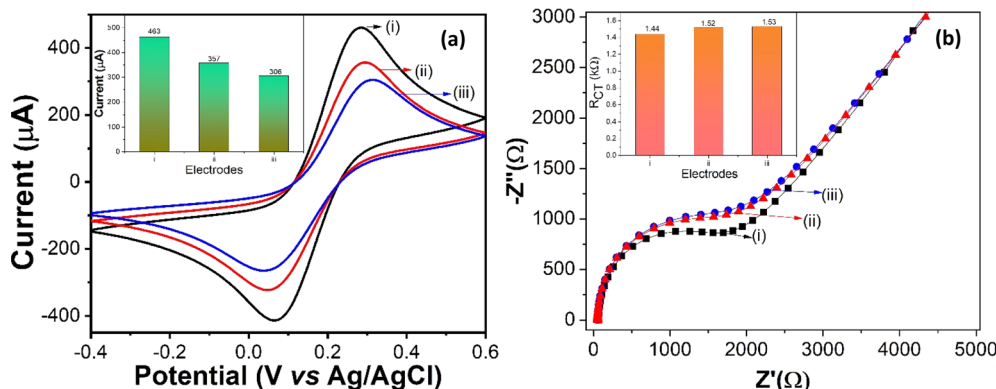 (a)
Current (µA)
400
200
0
-200
-400
-0.4
-0.2
0.0
0.2
0.4
0.6
Potential (V vs Ag/AgCl)
(i)
(ii)
(iii)
Current (µA)
500
400
300
200
100
0
463
357
306
i
ii
iii
Electrodes
(b)
-Z''(Ω)
3000
2500
2000
1500
1000
500
0
0
1000
2000
3000
4000
5000
Z'(Ω)
(iii)
(ii)
(i)
R_CT (kΩ)
1.6
1.4
1.2
1.0
0.8
0.6
0.4
0.2
0.0
1.44
1.52
1.53
i
ii
iii
Electrodes